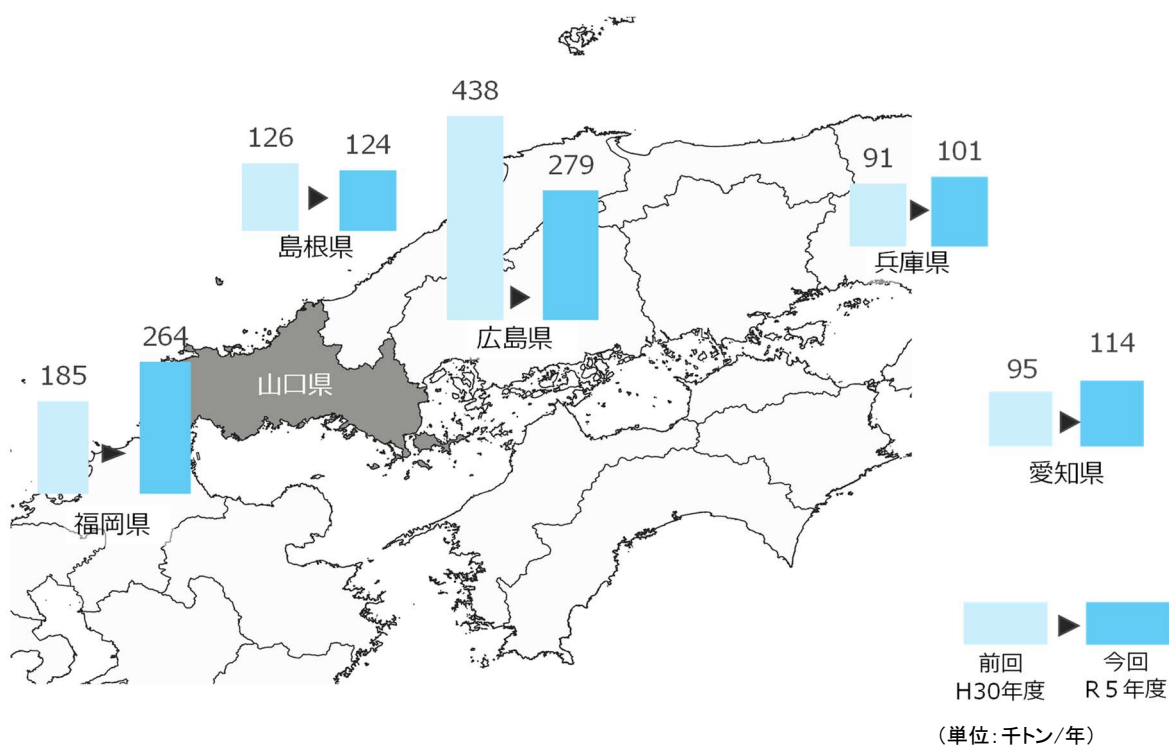 438
126
124
279
91
101
島根県
兵庫県
広島県
264
185
山口県
95
114
愛知県
福岡県
前回
H30年度
今回
R5年度
(単位:千トン/年)